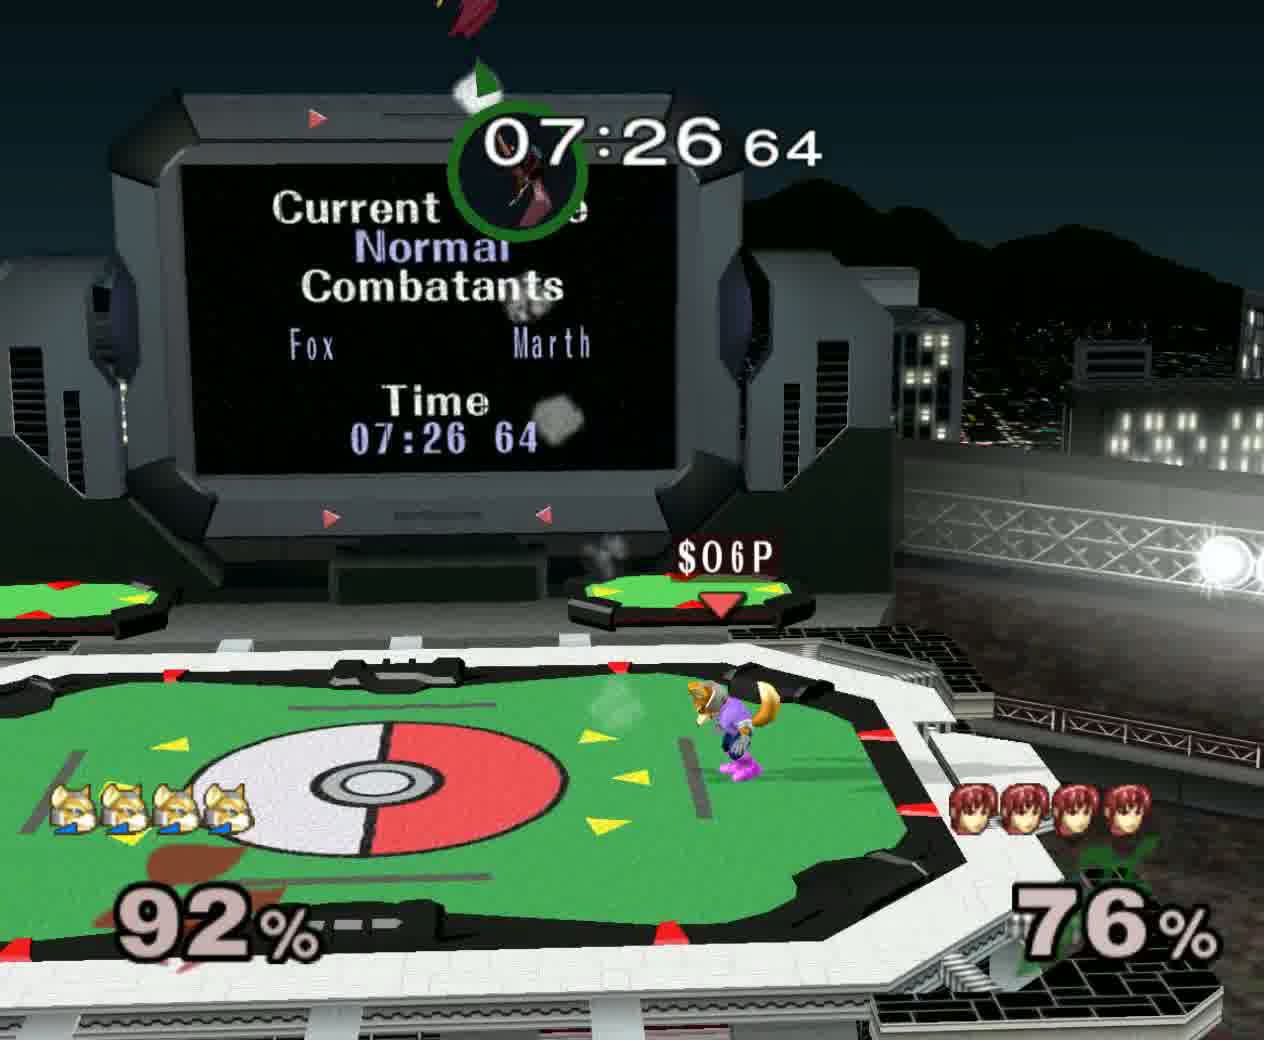 07:26 64
Current e
Normal
Combatants
Fox Marth
Time
07:26 64
$06P
92%
76%